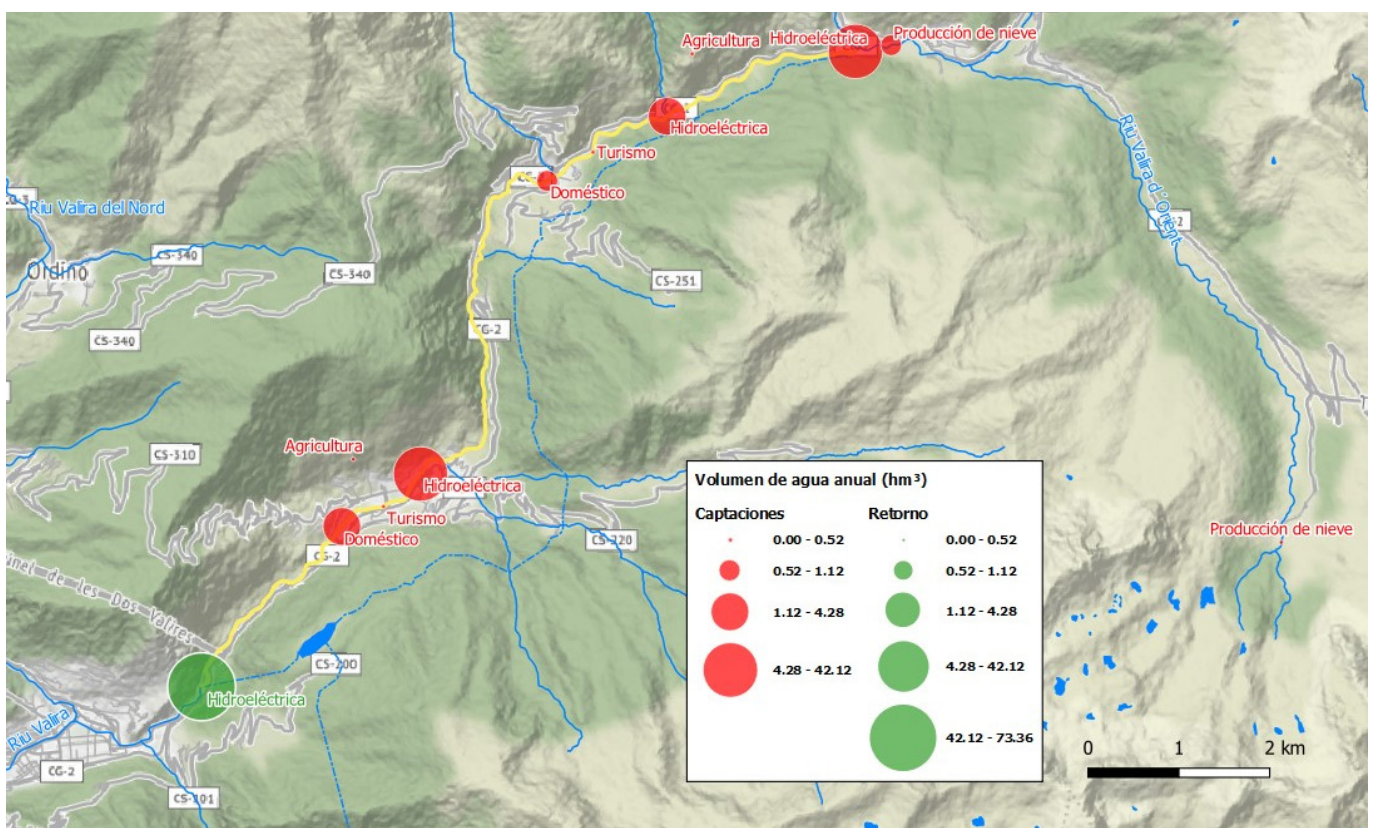 Hidroeléctrica
Producción de nieve
Agricultura
Hidroeléctrica
Turismo
Doméstico
Riu Valira d'Orient
CG-2
Riu Valira del Nord
Ordino
CS-340
CS-340
CS-340
CS-251
CG-2
Agricultura
CS-310
Hidroeléctrica
Turismo
Doméstico
CS-220
CG-2
de les Dos Valires
CS-200
Hidroeléctrica
Riu Valira
CG-2
CS-101
Producción de nieve
Volumen de agua anual (hm³)
Captaciones Retorno
0.00 - 0.52 0.00 - 0.52
0.52 - 1.12 0.52 - 1.12
1.12 - 4.28 1.12 - 4.28
4.28 - 42.12 4.28 - 42.12
42.12 - 73.36
0 1 2 km